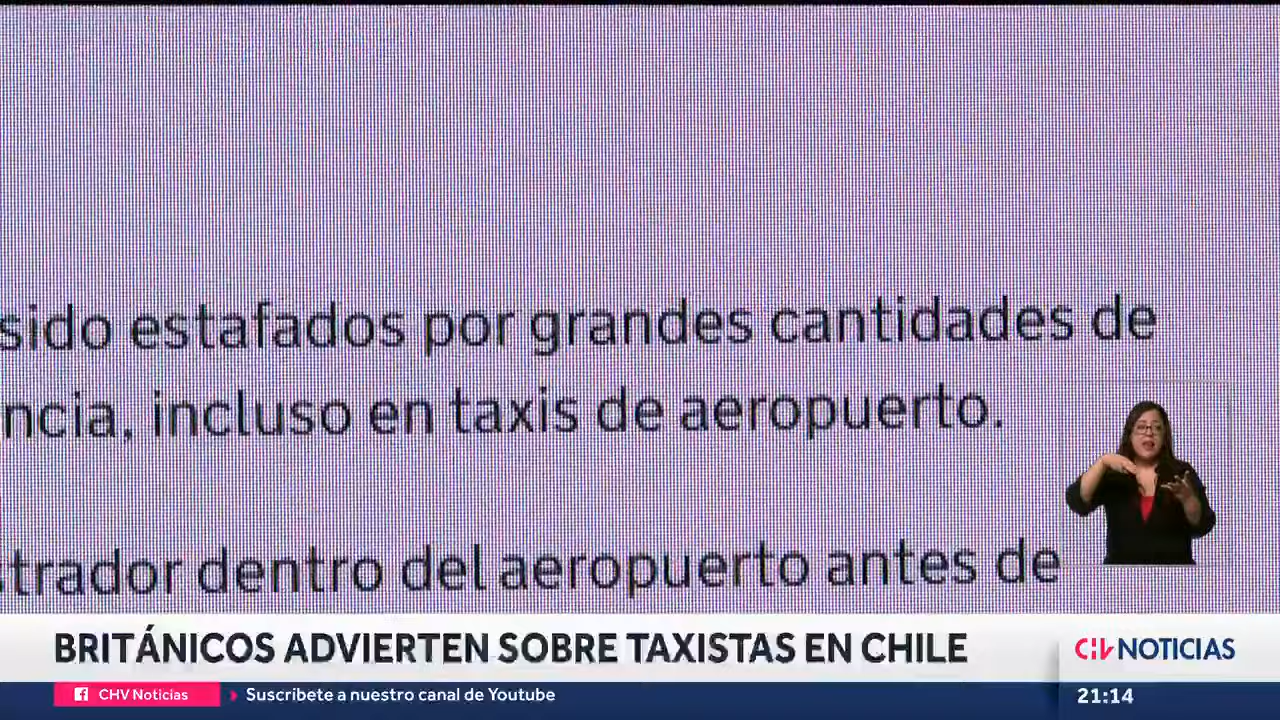 sido estafados por grandes cantidades de
ncia, incluso en taxis de aeropuerto.
trador dentro del aeropuerto antes de
BRITÁNICOS ADVIERTEN SOBRE TAXISTAS EN CHILE
CHV NOTICIAS
CHV Noticias
Suscribete a nuestro canal de Youtube
21:14